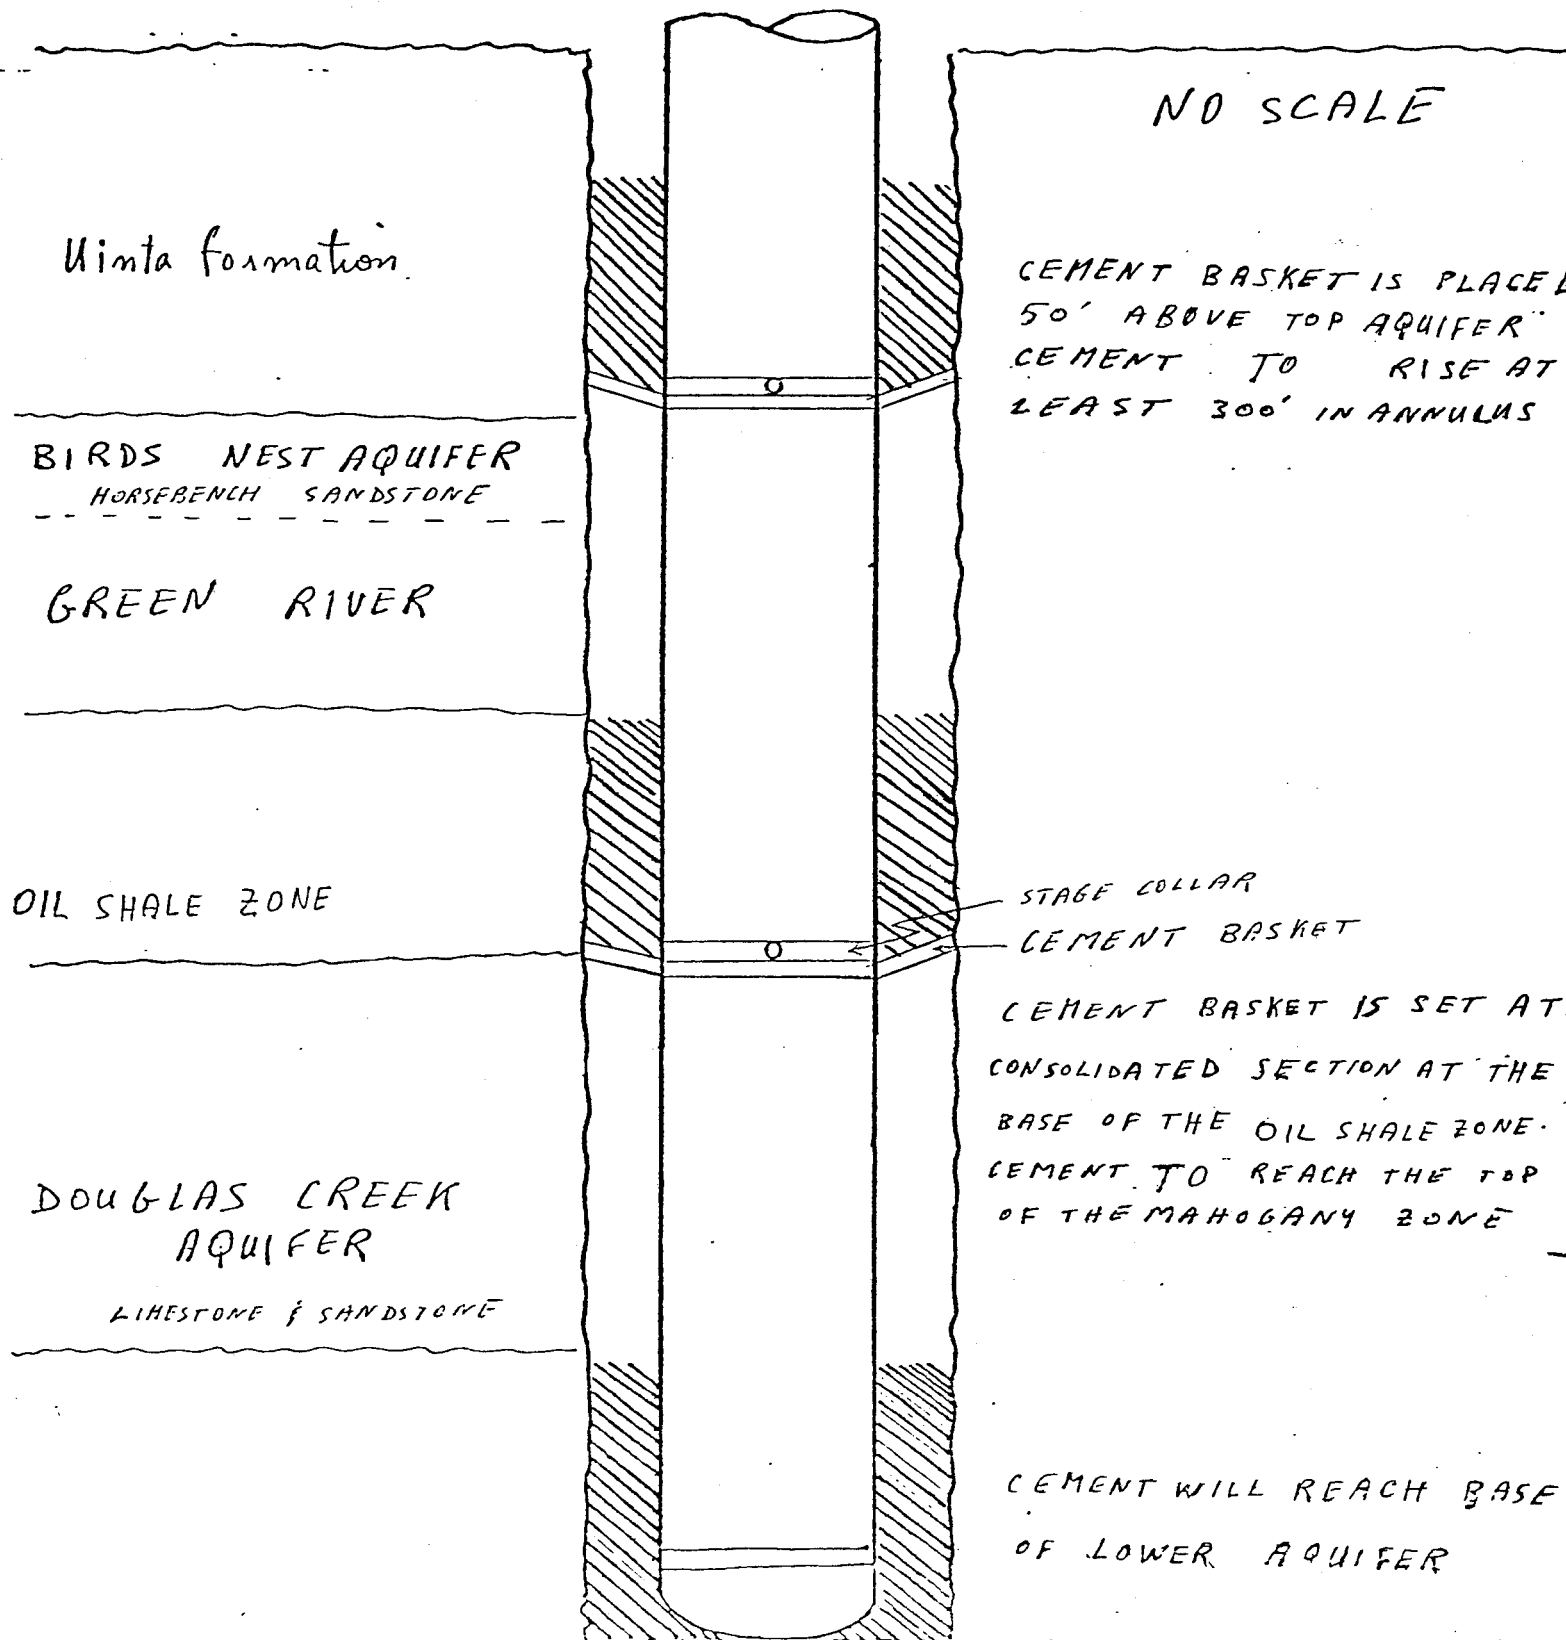 NO SCALE
Uinta formation.
CEMENT BASKET IS PLACED
50' ABOVE TOP AQUIFER
CEMENT TO RISE AT
LEAST 300' IN ANNULUS
BIRDS NEST AQUIFER
HORSEBENCH SANDSTONE
GREEN RIVER
OIL SHALE ZONE
STAGE COLLAR
CEMENT BASKET
CEMENT BASKET IS SET AT
CONSOLIDATED SECTION AT THE
BASE OF THE OIL SHALE ZONE.
CEMENT TO REACH THE TOP
OF THE MAHOGANY ZONE
DOUGLAS CREEK
AQUIFER
LIMESTONE & SANDSTONE
CEMENT WILL REACH BASE
OF LOWER AQUIFER